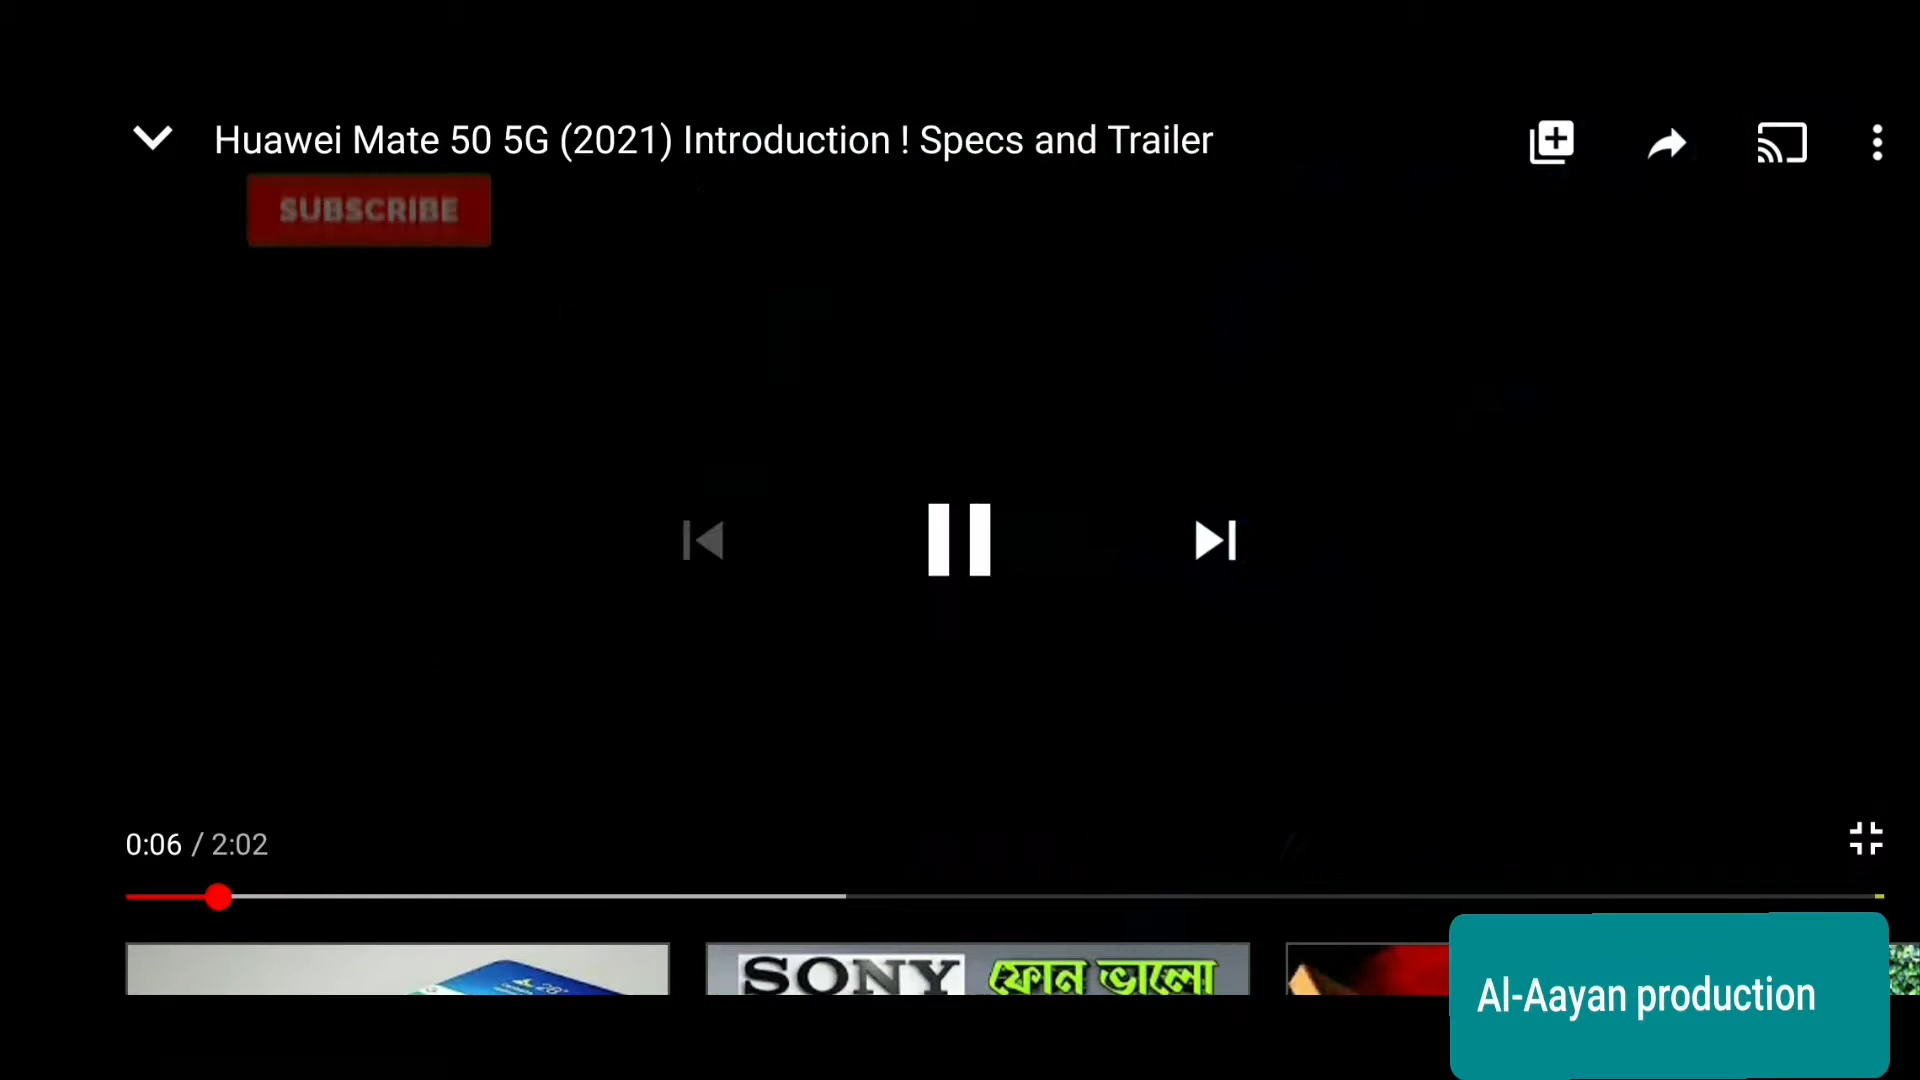 Huawei Mate 50 5G (2021) Introduction ! Specs and Trailer
SUBSCRIBE
0:06 / 2:02
SONY ফোন ভালো
Al-Aayan production